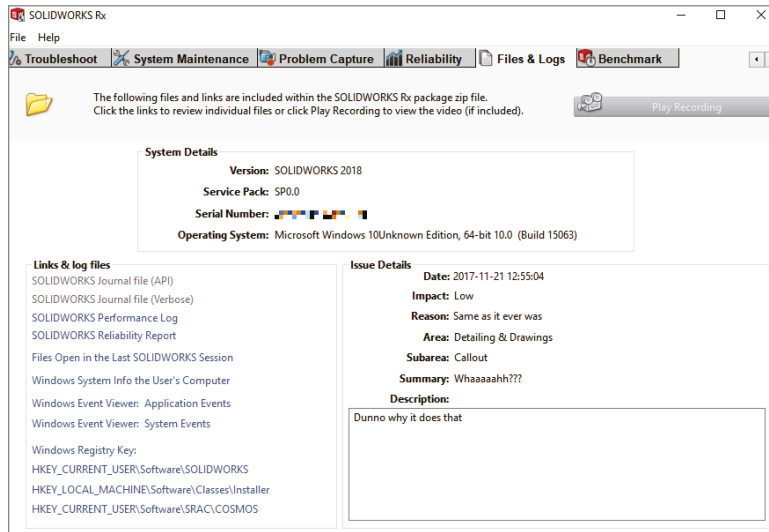 SOLIDWORKS Rx
File Help
Troubleshoot System Maintenance Problem Capture Reliability Files & Logs Benchmark
The following files and links are included within the SOLIDWORKS Rx package zip file.
Click the links to review individual files or click Play Recording to view the video (if included).
Play Recording
System Details
Version: SOLIDWORKS 2018
Service Pack: SP0.0
Serial Number:
Operating System: Microsoft Windows 10Unknown Edition, 64-bit 10.0 (Build 15063)
Links & log files
SOLIDWORKS Journal file (API)
SOLIDWORKS Journal file (Verbose)
SOLIDWORKS Performance Log
SOLIDWORKS Reliability Report
Files Open in the Last SOLIDWORKS Session
Windows System Info the User's Computer
Windows Event Viewer: Application Events
Windows Event Viewer: System Events
Windows Registry Key:
HKEY_CURRENT_USER\Software\SOLIDWORKS
HKEY_LOCAL_MACHINE\Software\Classes\Installer
HKEY_CURRENT_USER\Software\SRAC\COSMOS
Issue Details
Date: 2017-11-21 12:55:04
Impact: Low
Reason: Same as it ever was
Area: Detailing & Drawings
Subarea: Callout
Summary: Whaaaaahh???
Description:
Dunno why it does that